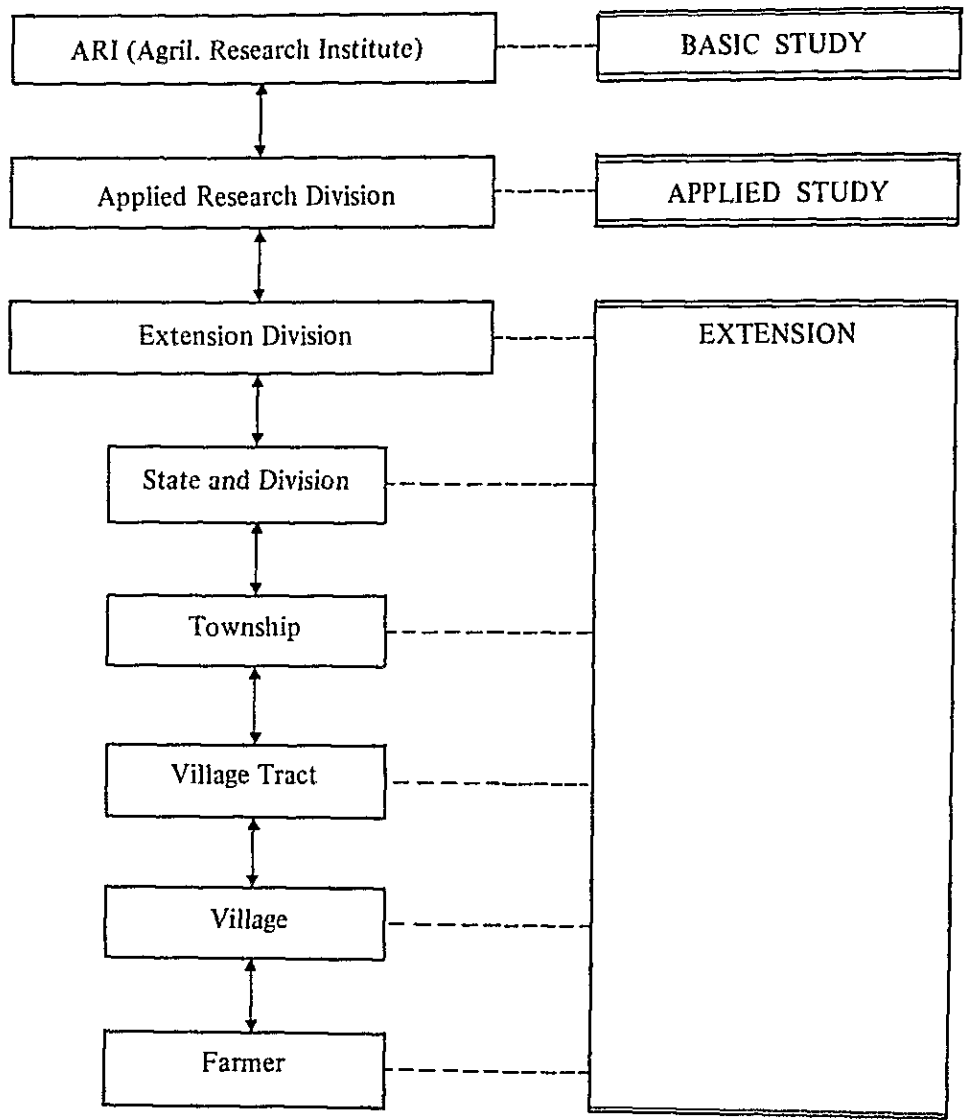 ARI (Agril. Research Institute)
BASIC STUDY
Applied Research Division
APPLIED STUDY
Extension Division
EXTENSION
State and Division
Township
Village Tract
Village
Farmer